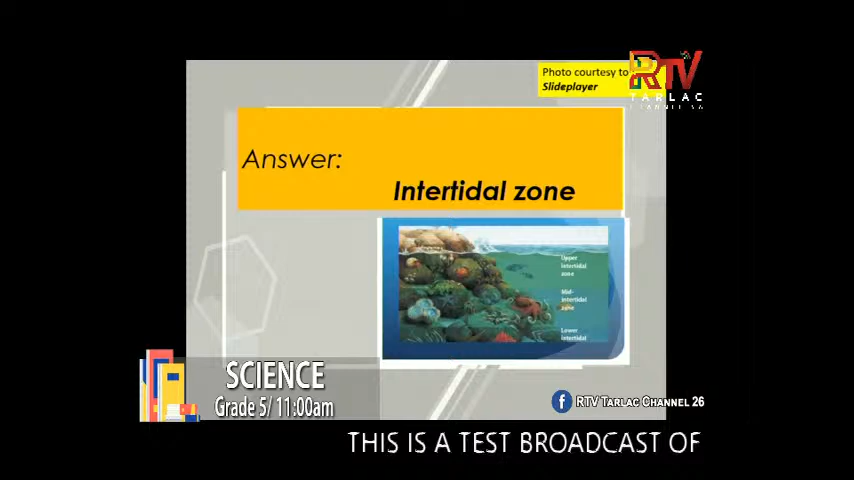 Photo courtesy to
Slideplayer
RTV
TARLAC
Answer:
Intertidal zone
Upper
intertidal
zone
Mid-
intertidal
zone
Lower
intertidal
SCIENCE
Grade 5/ 11:00am
f RTV TARLAC CHANNEL 26
THIS IS A TEST BROADCAST OF